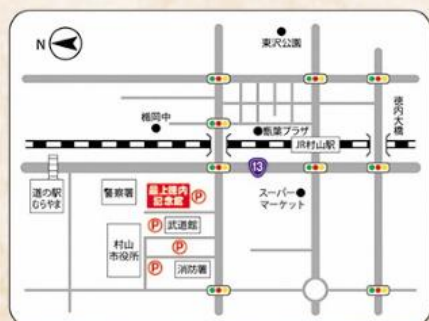 N
東沢公園
楯岡中
甑葉プラザ
JR村山駅
徳内大橋
13
道の駅
むらやま
警察署
最上徳内
記念館
P
スーパー
マーケット
P
武道館
村山
市役所
P
P
消防署